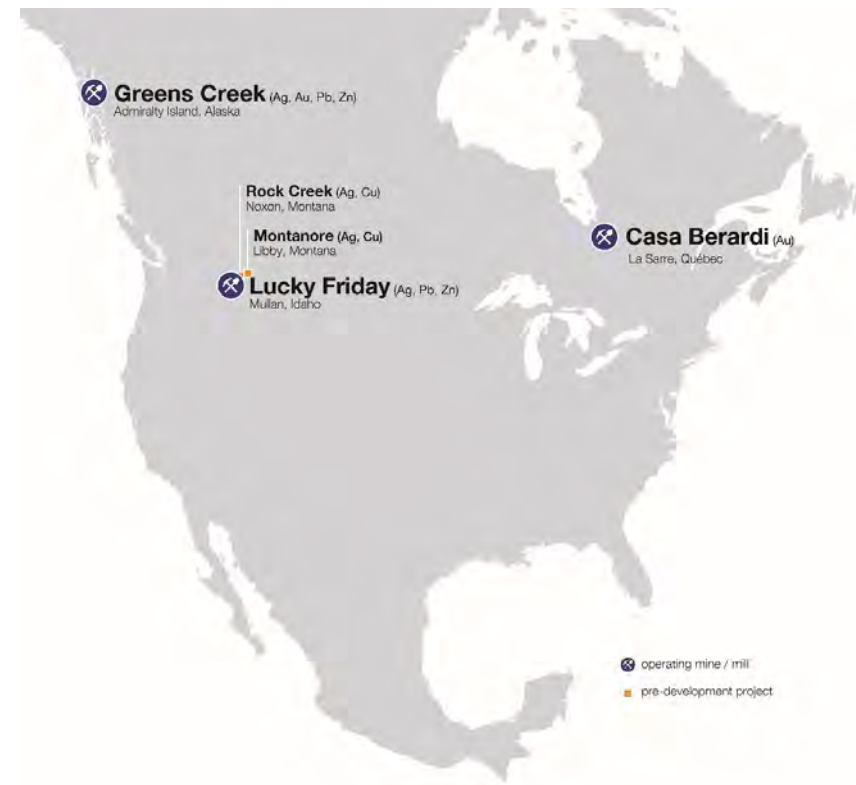 Greens Creek (Ag, Au, Pb, Zn)
Admiralty Island, Alaska
Rock Creek (Ag, Cu)
Noxon, Montana
Montanore (Ag, Cu)
Libby, Montana
Lucky Friday (Ag, Pb, Zn)
Mullan, Idaho
Casa Berardi (Au)
La Sarre, Québec
operating mine / mill
pre-development project